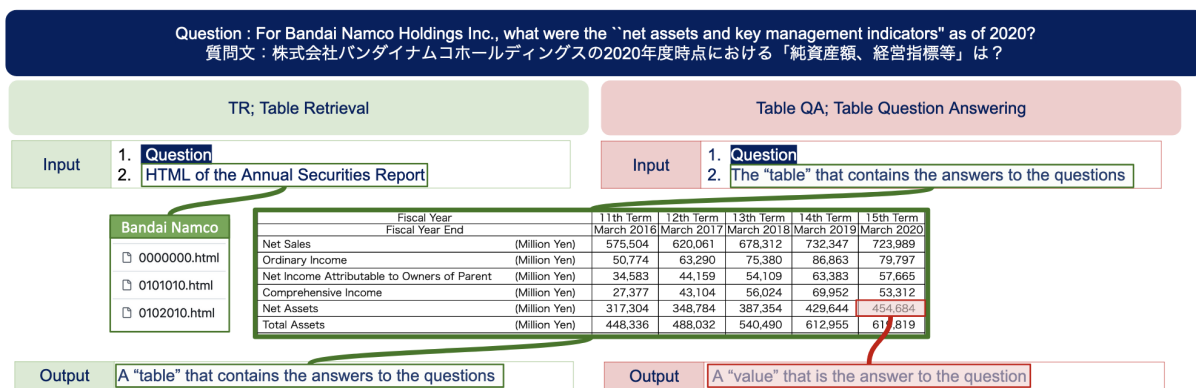 Question : For Bandai Namco Holdings Inc., what were the ``net assets and key management indicators'' as of 2020?
質問文：株式会社バンダイナムコホールディングスの2020年度時点における「純資産額、経営指標等」は？
TR; Table Retrieval
Table QA; Table Question Answering
Input
1. Question
2. HTML of the Annual Securities Report
Input
1. Question
2. The “table” that contains the answers to the questions
Bandai Namco
0000000.html
0101010.html
0102010.html
Fiscal Year 11th Term 12th Term 13th Term 14th Term 15th Term
Fiscal Year End March 2016 March 2017 March 2018 March 2019 March 2020
Net Sales (Million Yen) 575,504 620,061 678,312 732,347 723,989
Ordinary Income (Million Yen) 50,774 63,290 75,380 86,863 79,797
Net Income Attributable to Owners of Parent (Million Yen) 34,583 44,159 54,109 63,383 57,665
Comprehensive Income (Million Yen) 27,377 43,104 56,024 69,952 53,312
Net Assets (Million Yen) 317,304 348,784 387,354 429,644 454,684
Total Assets (Million Yen) 448,336 488,032 540,490 612,955 619,819
Output
A “table” that contains the answers to the questions
Output
A “value” that is the answer to the question